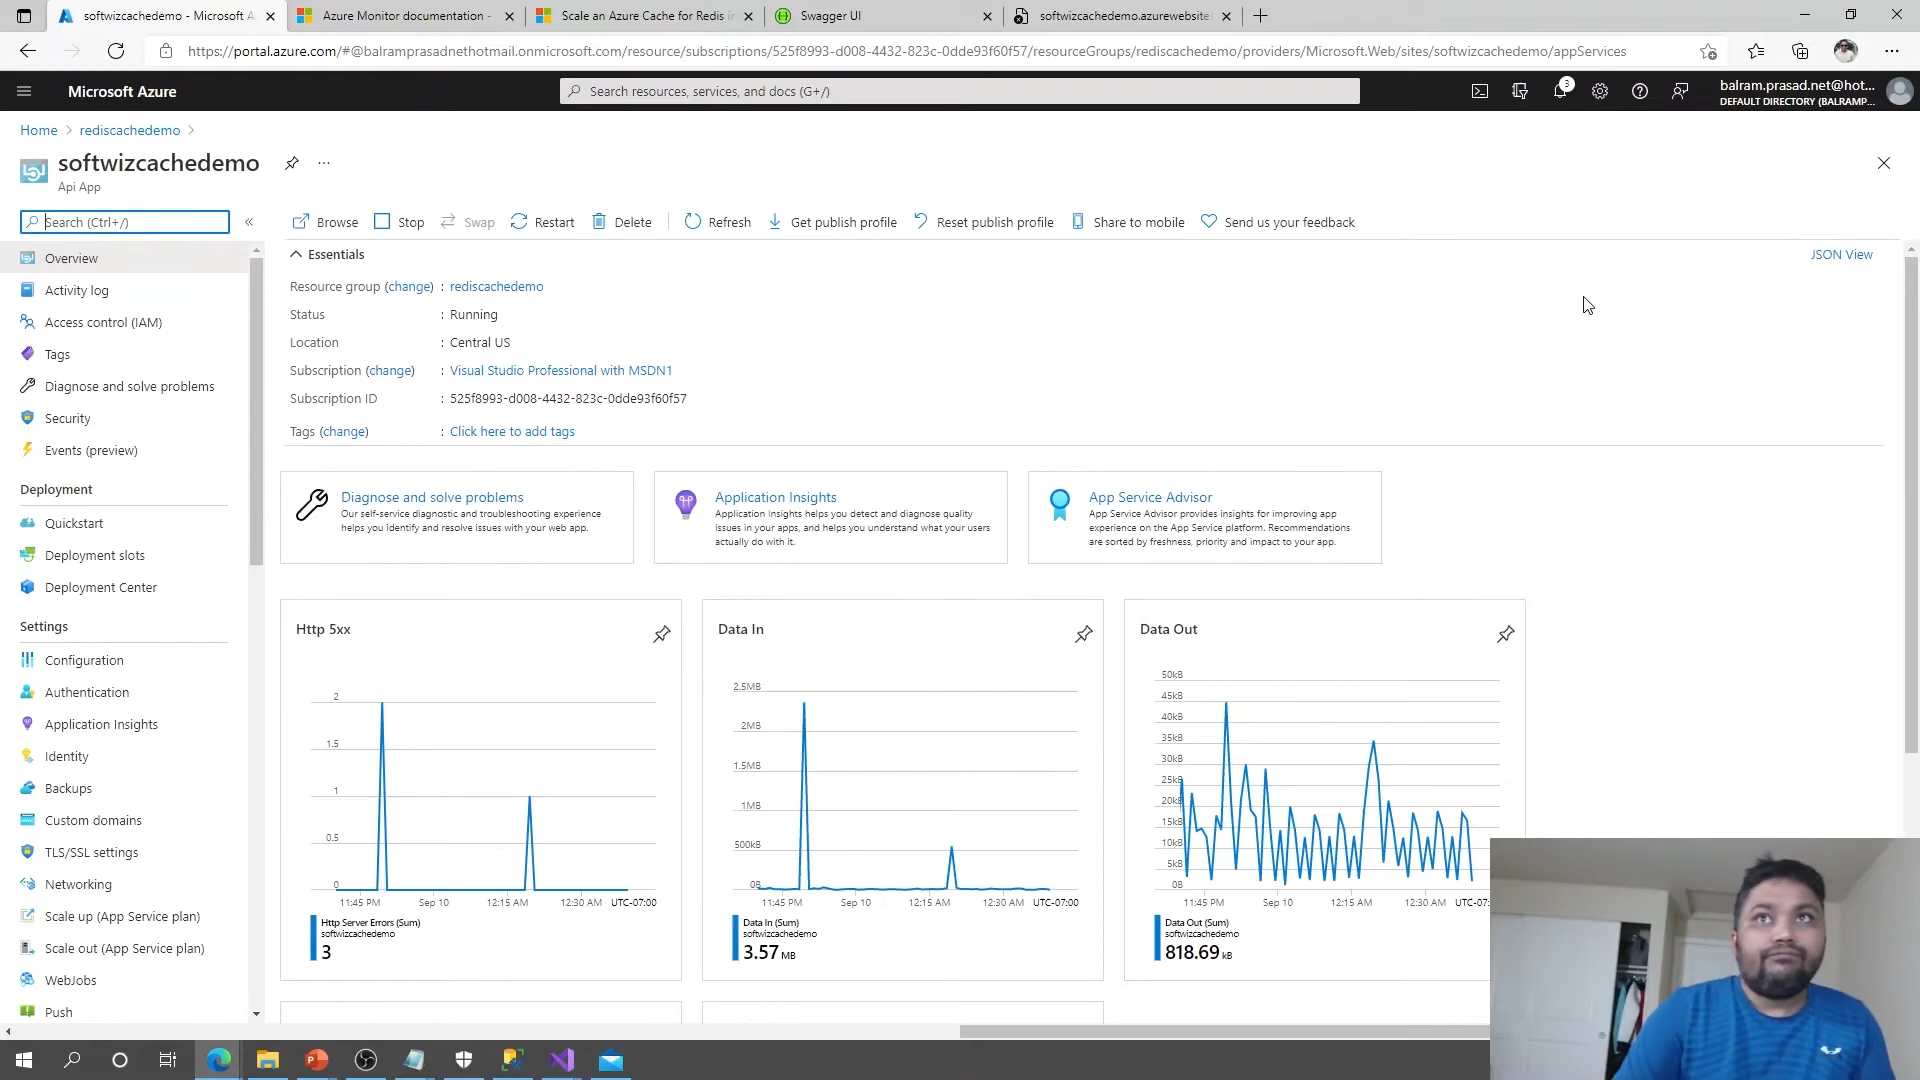 softwizcachedemo - Microsoft A
Azure Monitor documentation -
Scale an Azure Cache for Redis in
Swagger UI
softwizcachedemo.azurewebsite
https://portal.azure.com/#@balramprasadnethotmail.onmicrosoft.com/resource/subscriptions/525f8993-d008-4432-823c-0dde93f60f57/resourceGroups/rediscachedemo/providers/Microsoft.Web/sites/softwizcachedemo/appServices
Microsoft Azure
Search resources, services, and docs (G+/)
3
balram.prasad.net@hot...
DEFAULT DIRECTORY (BALRAMP...
Home > rediscachedemo >
softwizcachedemo
Api App
Search (Ctrl+/)
Browse Stop Swap Restart Delete Refresh Get publish profile Reset publish profile Share to mobile Send us your feedback
Overview
Activity log
Access control (IAM)
Tags
Diagnose and solve problems
Security
Events (preview)
Deployment
Quickstart
Deployment slots
Deployment Center
Settings
Configuration
Authentication
Application Insights
Identity
Backups
Custom domains
TLS/SSL settings
Networking
Scale up (App Service plan)
Scale out (App Service plan)
WebJobs
Push
Essentials
JSON View
Resource group (change) : rediscachedemo
Status : Running
Location : Central US
Subscription (change) : Visual Studio Professional with MSDN1
Subscription ID : 525f8993-d008-4432-823c-0dde93f60f57
Tags (change) : Click here to add tags
Diagnose and solve problems
Our self-service diagnostic and troubleshooting experience
helps you identify and resolve issues with your web app.
Application Insights
Application Insights helps you detect and diagnose quality
issues in your apps, and helps you understand what your users
actually do with it.
App Service Advisor
App Service Advisor provides insights for improving app
experience on the App Service platform. Recommendations
are sorted by freshness, priority and impact to your app.
Http 5xx
2
1.5
1
0.5
0
11:45 PM Sep 10 12:15 AM 12:30 AM UTC-07:00
Http Server Errors (Sum)
softwizcachedemo
3
Data In
2.5MB
2MB
1.5MB
1MB
500kB
0B
11:45 PM Sep 10 12:15 AM 12:30 AM UTC-07:00
Data In (Sum)
softwizcachedemo
3.57 MB
Data Out
50kB
45kB
40kB
35kB
30kB
25kB
20kB
15kB
10kB
5kB
0B
11:45 PM Sep 10 12:15 AM 12:30 AM UTC-07:
Data Out (Sum)
softwizcachedemo
818.69 kB